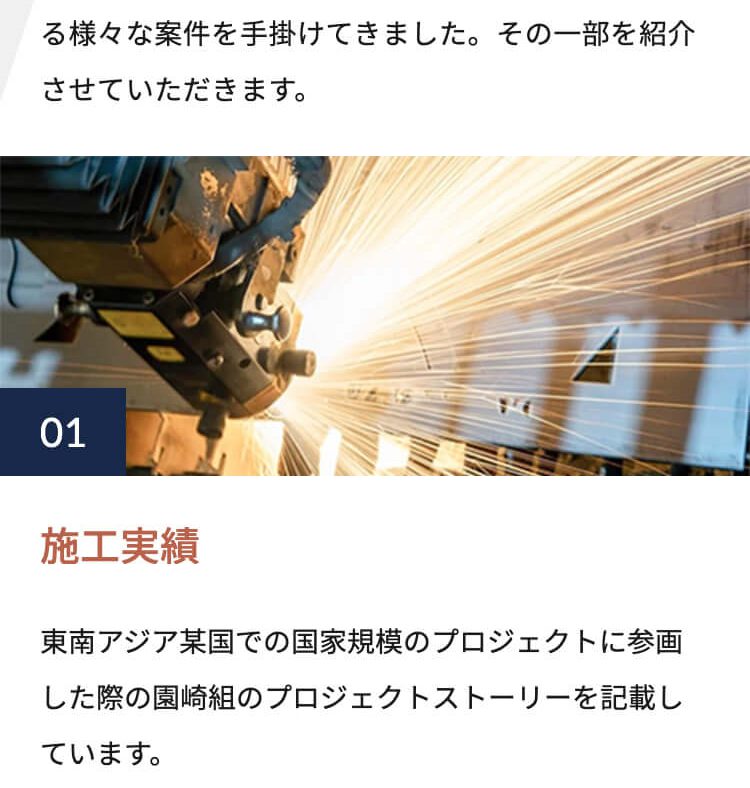 る様々な案件を手掛けてきました。その一部を紹介
させていただきます。
01
施工実績
東南アジア某国での国家規模のプロジェクトに参画
した際の園崎組のプロジェクトストーリーを記載し
ています。